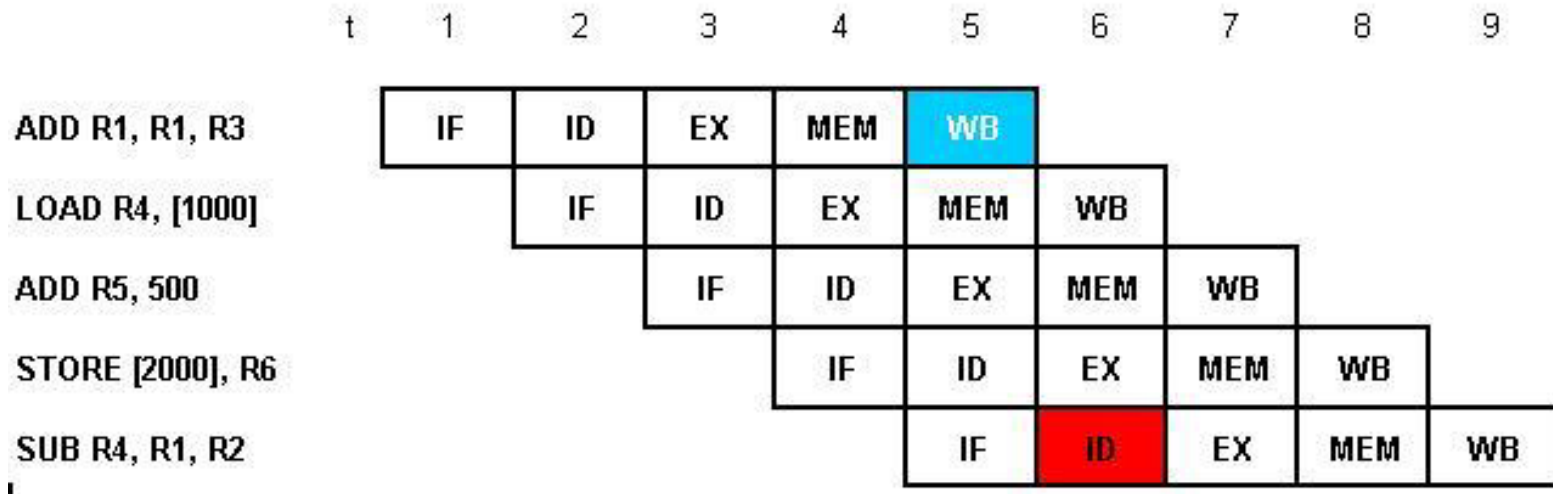 t 1 2 3 4 5 6 7 8 9
ADD R1, R1, R3 IF ID EX MEM WB
LOAD R4, [1000] IF ID EX MEM WB
ADD R5, 500 IF ID EX MEM WB
STORE [2000], R6 IF ID EX MEM WB
SUB R4, R1, R2 IF ID EX MEM WB